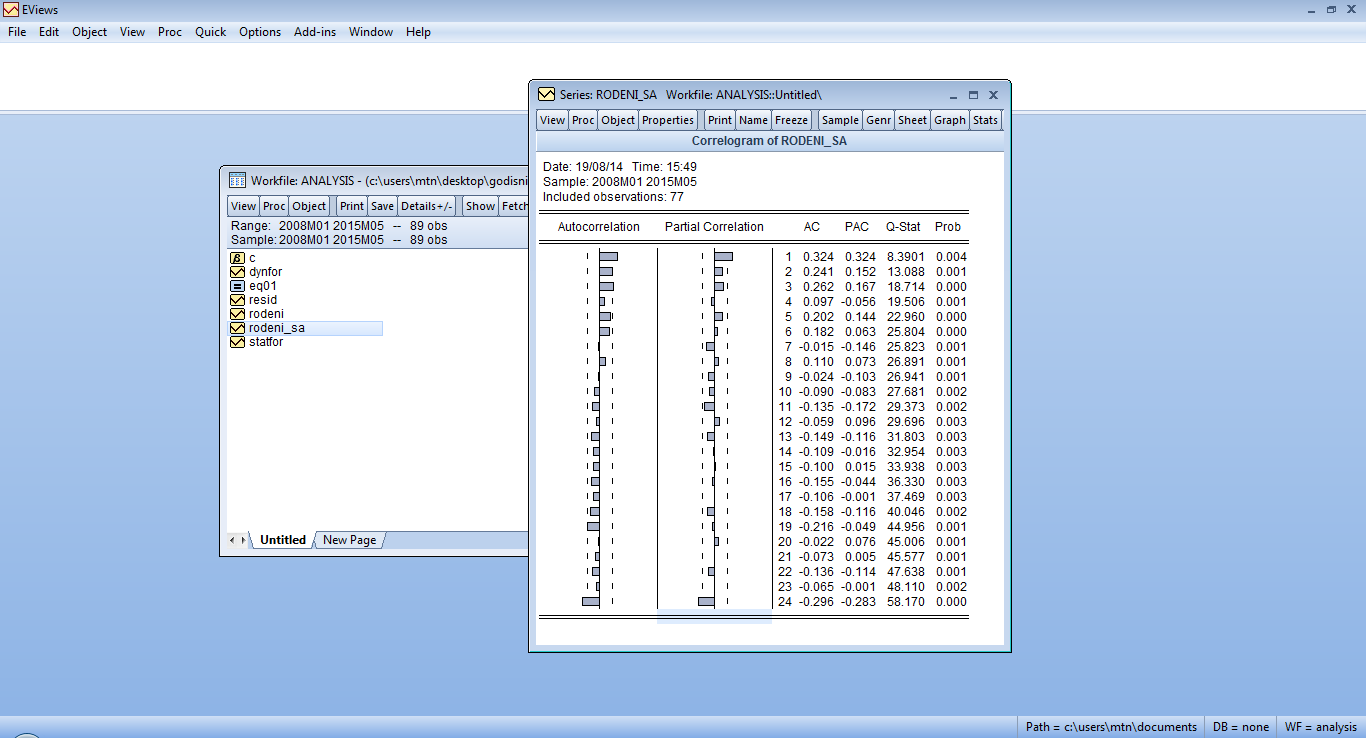 EViews
File Edit Object View Proc Quick Options Add-ins Window Help
Workfile: ANALYSIS - (c:\users\mtn\desktop\godisni
View Proc Object Print Save Details+/- Show Fetch
Range: 2008M01 2015M05 -- 89 obs
Sample: 2008M01 2015M05 -- 89 obs
c
dynfor
eq01
resid
rodeni
rodeni_sa
statfor
Untitled New Page
Series: RODENI_SA Workfile: ANALYSIS::Untitled\
View Proc Object Properties Print Name Freeze Sample Genr Sheet Graph Stats
Correlogram of RODENI_SA
Date: 19/08/14 Time: 15:49
Sample: 2008M01 2015M05
Included observations: 77
Autocorrelation Partial Correlation AC PAC Q-Stat Prob
1 0.324 0.324 8.3901 0.004
2 0.241 0.152 13.088 0.001
3 0.262 0.167 18.714 0.000
4 0.097 -0.056 19.506 0.001
5 0.202 0.144 22.960 0.000
6 0.182 0.063 25.804 0.000
7 -0.015 -0.146 25.823 0.001
8 0.110 0.073 26.891 0.001
9 -0.024 -0.103 26.941 0.001
10 -0.090 -0.083 27.681 0.002
11 -0.135 -0.172 29.373 0.002
12 -0.059 0.096 29.696 0.003
13 -0.149 -0.116 31.803 0.003
14 -0.109 -0.016 32.954 0.003
15 -0.100 0.015 33.938 0.003
16 -0.155 -0.044 36.330 0.003
17 -0.106 -0.001 37.469 0.003
18 -0.158 -0.116 40.046 0.002
19 -0.216 -0.049 44.956 0.001
20 -0.022 0.076 45.006 0.001
21 -0.073 0.005 45.577 0.001
22 -0.136 -0.114 47.638 0.001
23 -0.065 -0.001 48.110 0.002
24 -0.296 -0.283 58.170 0.000
Path = c:\users\mtn\documents DB = none WF = analysis